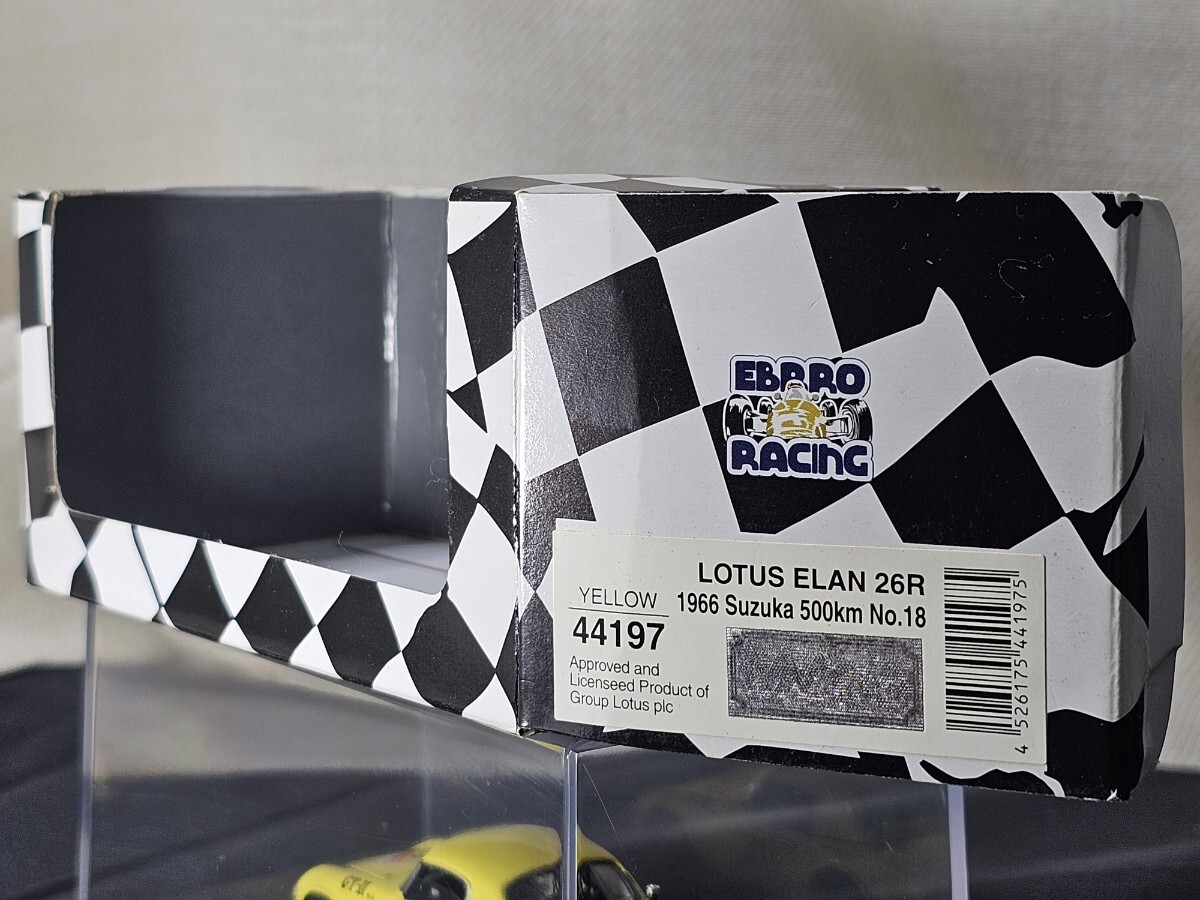 EBBRO
RACING
LOTUS ELAN 26R
YELLOW
1966 Suzuka 500km No.18
44197
Approved and
Licenseed Product of
Group Lotus plc
4 526175 441975